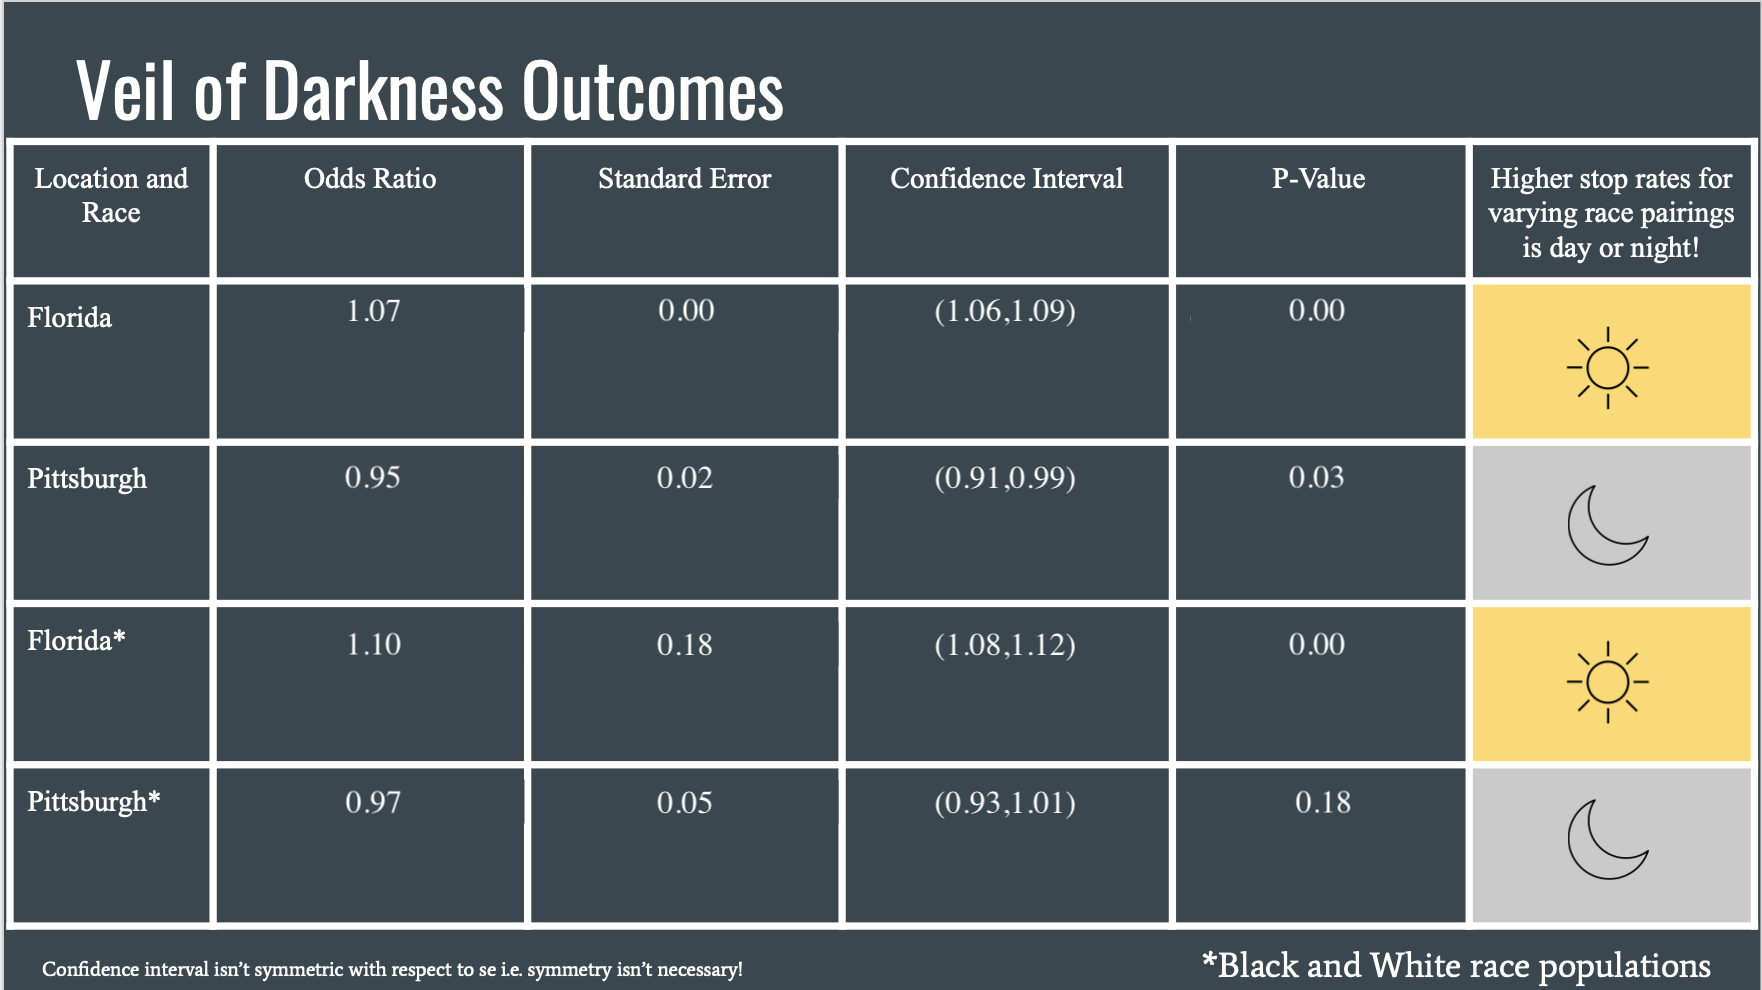 Veil of Darkness Outcomes
Location and
Race
Odds Ratio
Standard Error
Confidence Interval
P-Value
Higher stop rates for
varying race pairings
is day or night!
Florida
1.07
0.00
(1.06,1.09)
0.00
Pittsburgh
0.95
0.02
(0.91,0.99)
0.03
Florida*
1.10
0.18
(1.08,1.12)
0.00
Pittsburgh*
0.97
0.05
(0.93,1.01)
0.18
Confidence interval isn't symmetric with respect to se i.e. symmetry isn't necessary!
*Black and White race populations